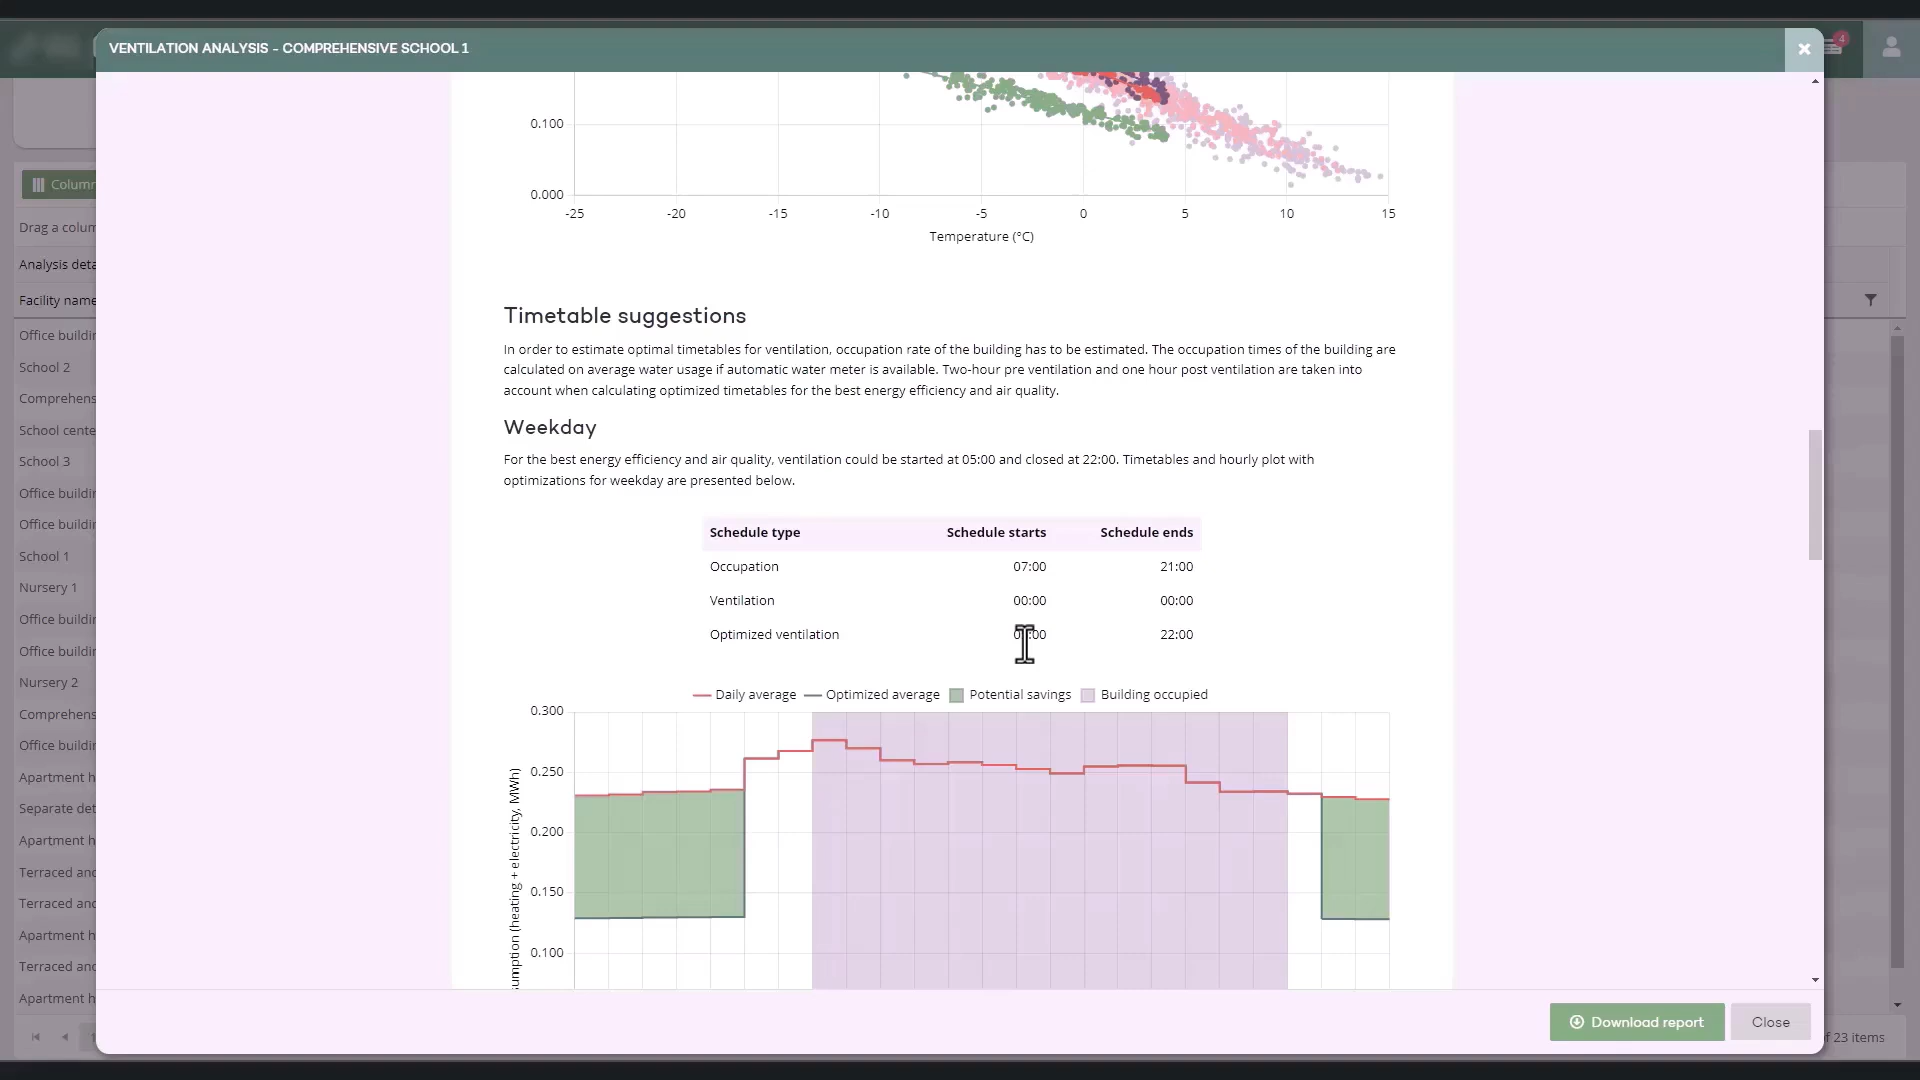 VENTILATION ANALYSIS - COMPREHENSIVE SCHOOL 1
4
Column
Drag a colum
Analysis deta
Facility name
Office buildin
School 2
Comprehens
School cente
School 3
Office buildin
Office buildin
School 1
Nursery 1
Office buildin
Office buildin
Nursery 2
Comprehens
Office buildin
Apartment h
Separate det
Apartment h
Terraced and
Terraced and
Apartment h
Terraced and
Apartment h
0.100
0.000
-25 -20 -15 -10 -5 0 5 10 15
Temperature (°C)
Timetable suggestions
In order to estimate optimal timetables for ventilation, occupation rate of the building has to be estimated. The occupation times of the building are
calculated on average water usage if automatic water meter is available. Two-hour pre ventilation and one hour post ventilation are taken into
account when calculating optimized timetables for the best energy efficiency and air quality.
Weekday
For the best energy efficiency and air quality, ventilation could be started at 05:00 and closed at 22:00. Timetables and hourly plot with
optimizations for weekday are presented below.
Schedule type Schedule starts Schedule ends
Occupation 07:00 21:00
Ventilation 00:00 00:00
Optimized ventilation 22:00
Daily average Optimized average Potential savings Building occupied
0.300
0.250
0.200
0.150
0.100
sumption (heating + electricity, MWh)
Download report
Close
of 23 items